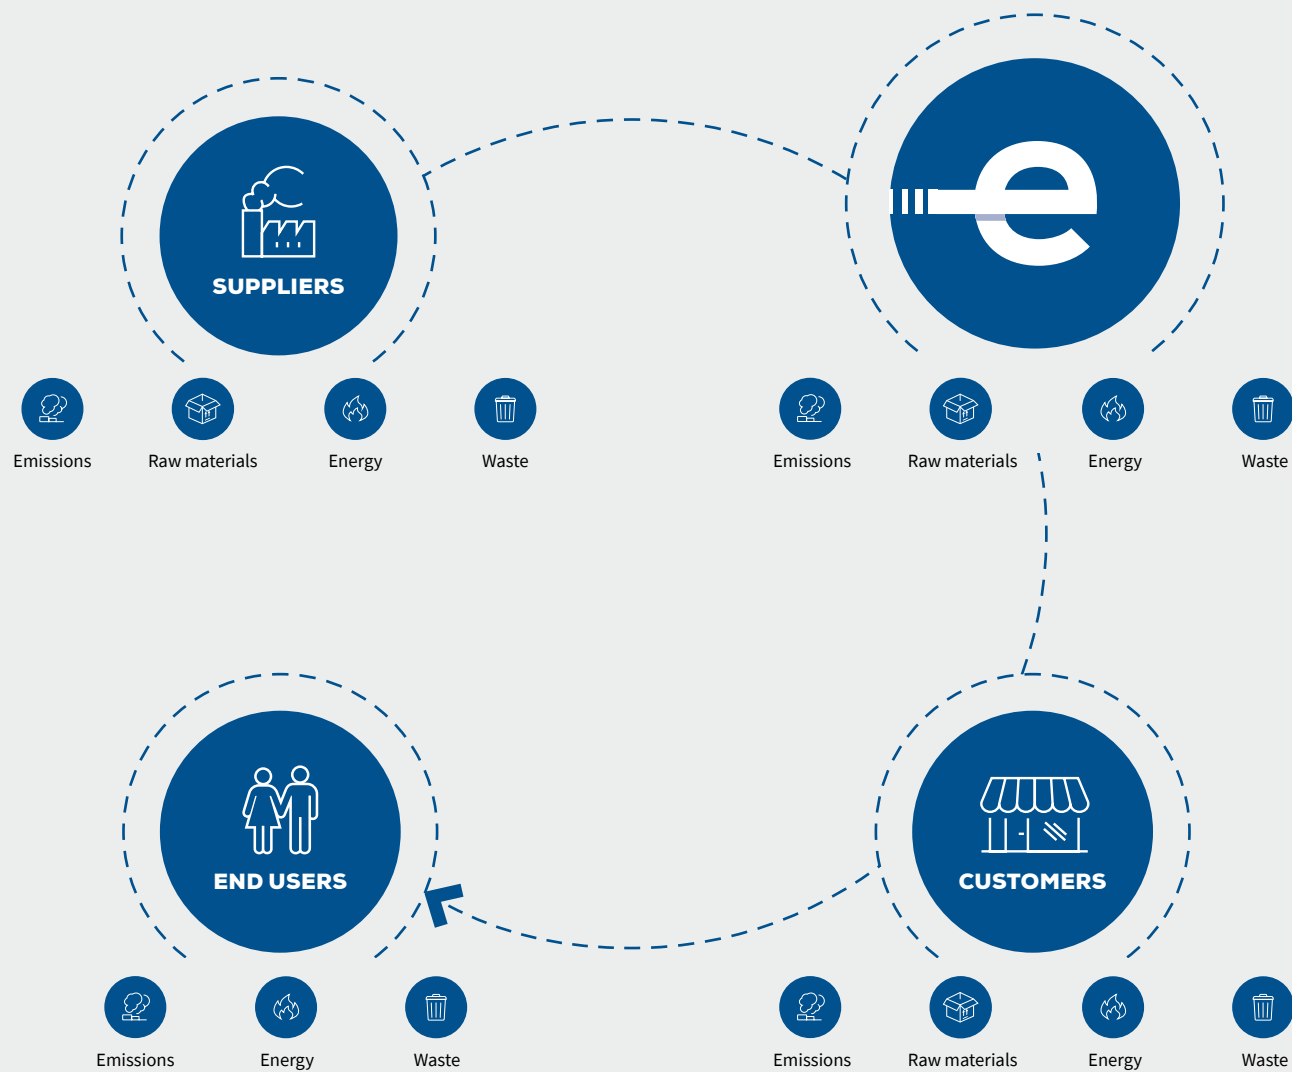 e
SUPPLIERS
Emissions Raw materials Energy Waste
Emissions Raw materials Energy Waste
END USERS
CUSTOMERS
Emissions Energy Waste
Emissions Raw materials Energy Waste